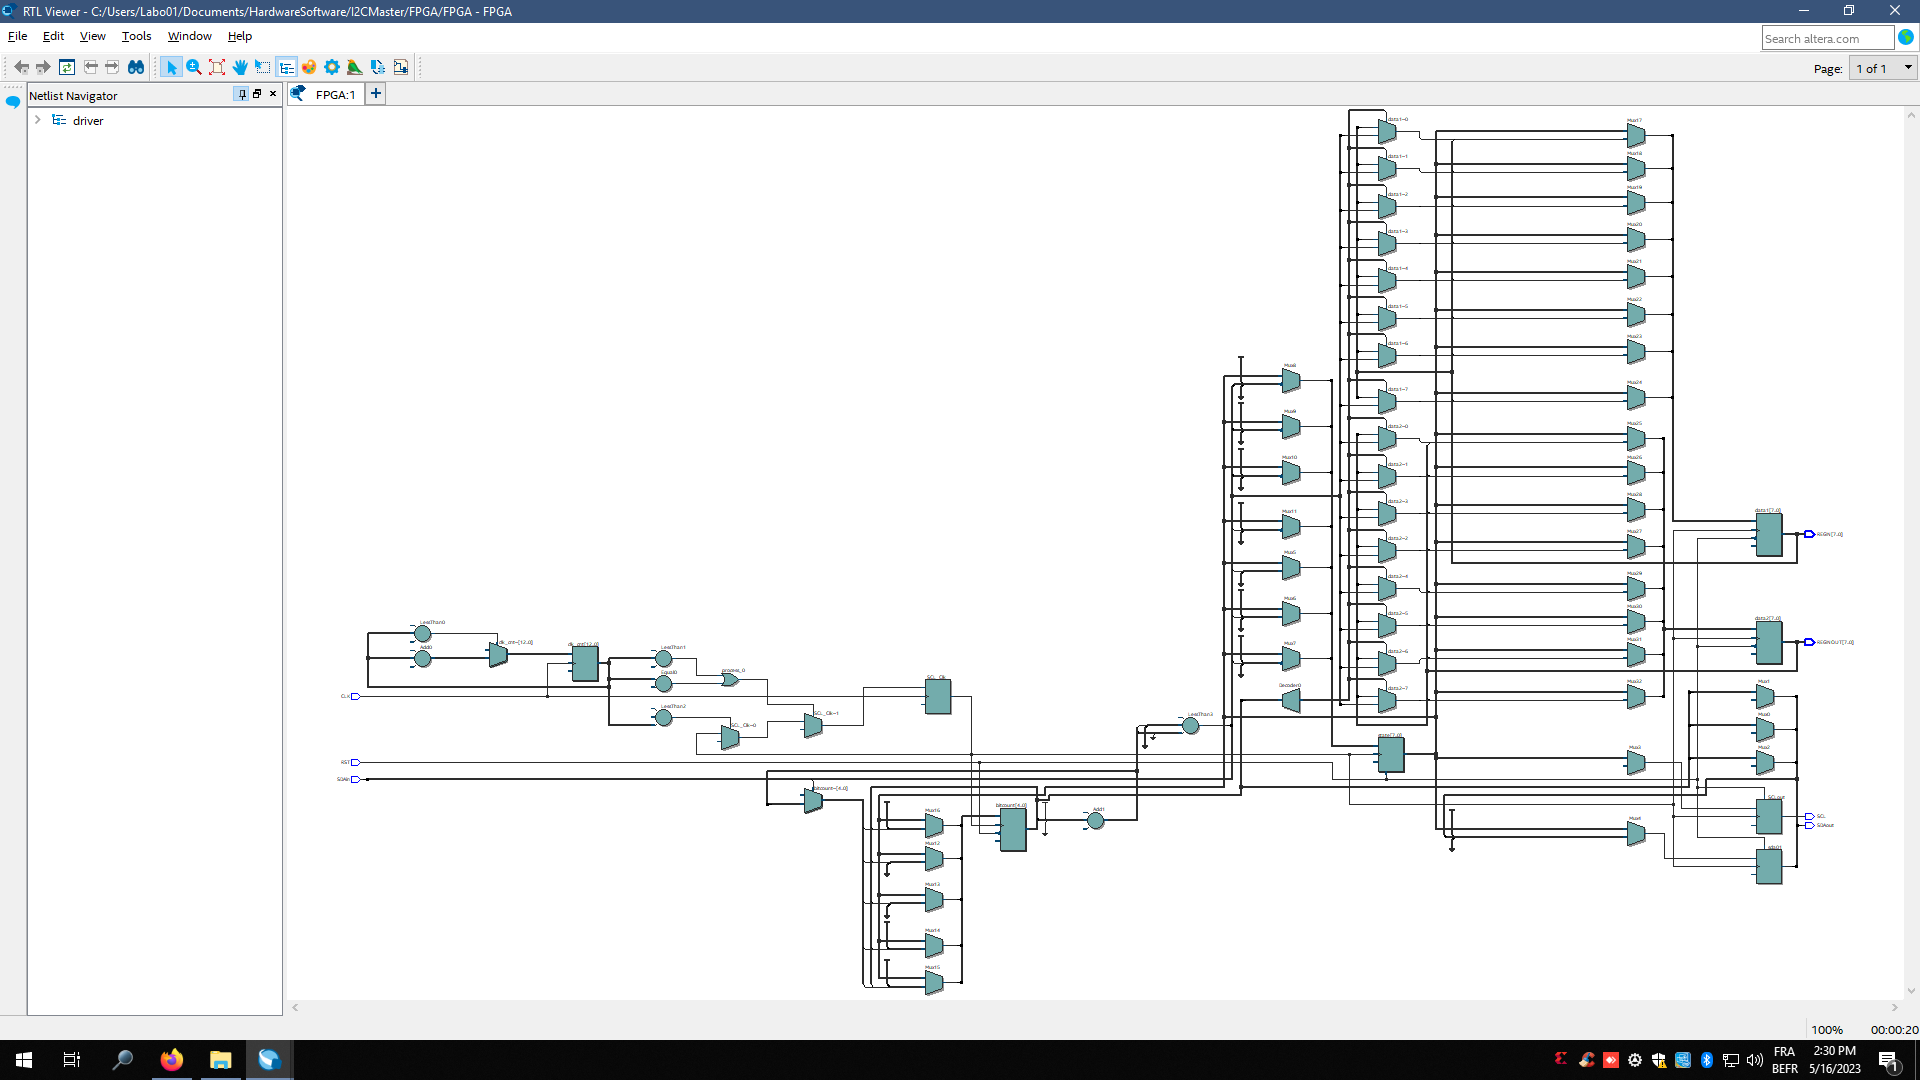 RTL Viewer - C:/Users/Labo01/Documents/HardwareSoftware/I2CMaster/FPGA/FPGA - FPGA
File Edit View Tools Window Help
Search altera.com
Page: 1 of 1
Netlist Navigator
FPGA:1
driver
data1~0
Mux17
data1~1
Mux18
data1~2
Mux19
data1~3
Mux20
data1~4
Mux21
data1~5
Mux22
data1~6
Mux23
Mux8
data1~7
Mux24
Mux9
data2~0
Mux25
Mux10
data2~1
Mux26
data2~3
Mux28
Mux11
data1[7..0]
REGIN[7..0]
data2~2
Mux27
Mux5
data2~4
Mux29
Mux6
data2~5
Mux30
LessThan0
data2[7..0]
clk_cnt~[12..0]
clk_cnt[12..0]
Add0
LessThan1
Mux7
data2~6
Mux31
REGINOUT[7..0]
Equal0
process_0
SCL_Clk
Decoder0
data2~7
Mux32
Mux1
CLK
LessThan2
SCL_Clk~0
SCL_Clk~1
LessThan3
Mux0
state[7..0]
Mux3
Mux2
RST
SDAin
bitcount~[4..0]
Mux16
bitcount[4..0]
Add1
SCLout
SCL
SDAout
Mux4
Mux12
Mux13
Mux14
Mux15
100% 00:00:20
FRA
BEFR
2:30 PM
5/16/2023
1